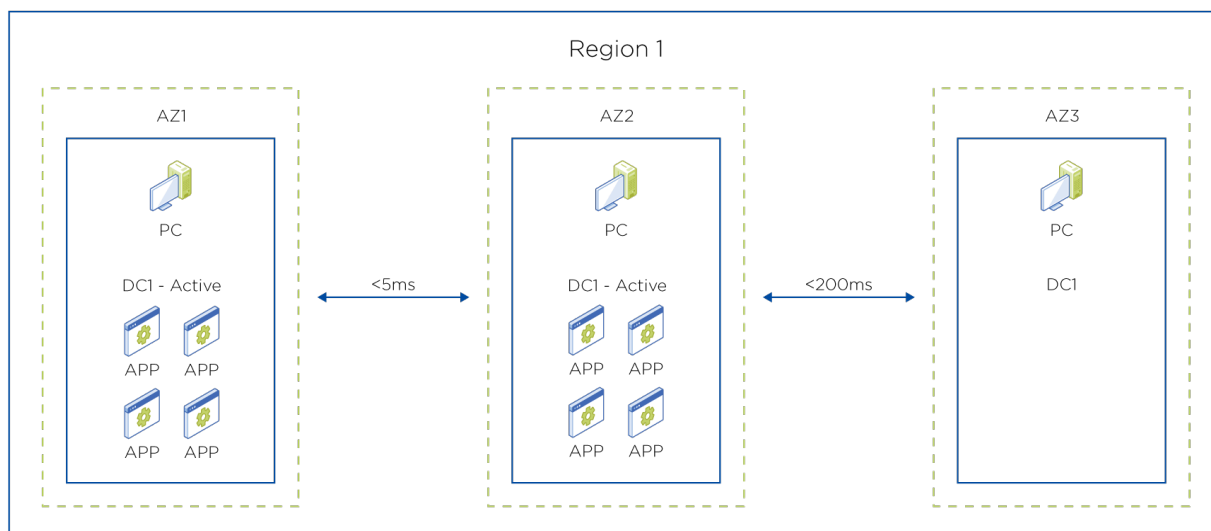 Region 1
AZ1
PC
DC1 - Active
APP APP
APP APP
<5ms
AZ2
PC
DC1 - Active
APP APP
APP APP
<200ms
AZ3
PC
DC1